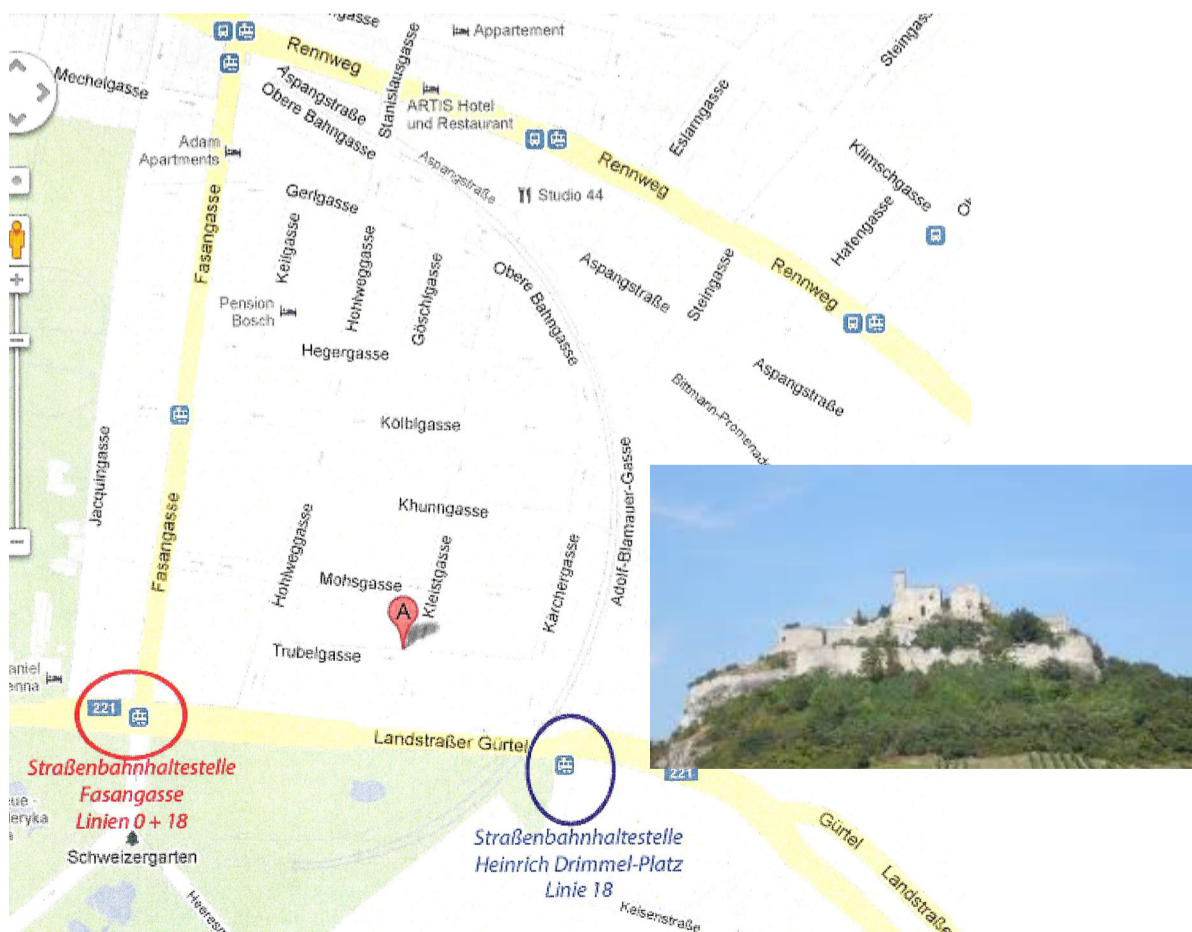 Appartement
Steingasse
Rennweg
Mechelgasse
Aspangstraße
Obere Bahngasse
Stanislausgasse
ARTIS Hotel
und Restaurant
Eslarngasse
Adam
Apartments
Aspangstraße
Rennweg
Klimschgasse
Gerlgasse
Studio 44
Hafengasse
Fasangasse
Keilgasse
Hohlweggasse
Göschlgasse
Obere Bahngasse
Aspangstraße
Steingasse
Rennweg
Pension
Bosch
Hegergasse
Aspangstraße
Bittmann-Promenade
Kölblgasse
Jacquingasse
Fasangasse
Khunngasse
Adolf-Blamauer-Gasse
Hohlweggasse
Mohsgasse
Kleistgasse
Kärchergasse
A
Trubelgasse
221
Landstraßer Gürtel
221
Straßenbahnhaltestelle
Fasangasse
Linien 0 + 18
Schweizergarten
Straßenbahnhaltestelle
Heinrich Drimmel-Platz
Linie 18
Gürtel
Landstraße
Kelsenstraße